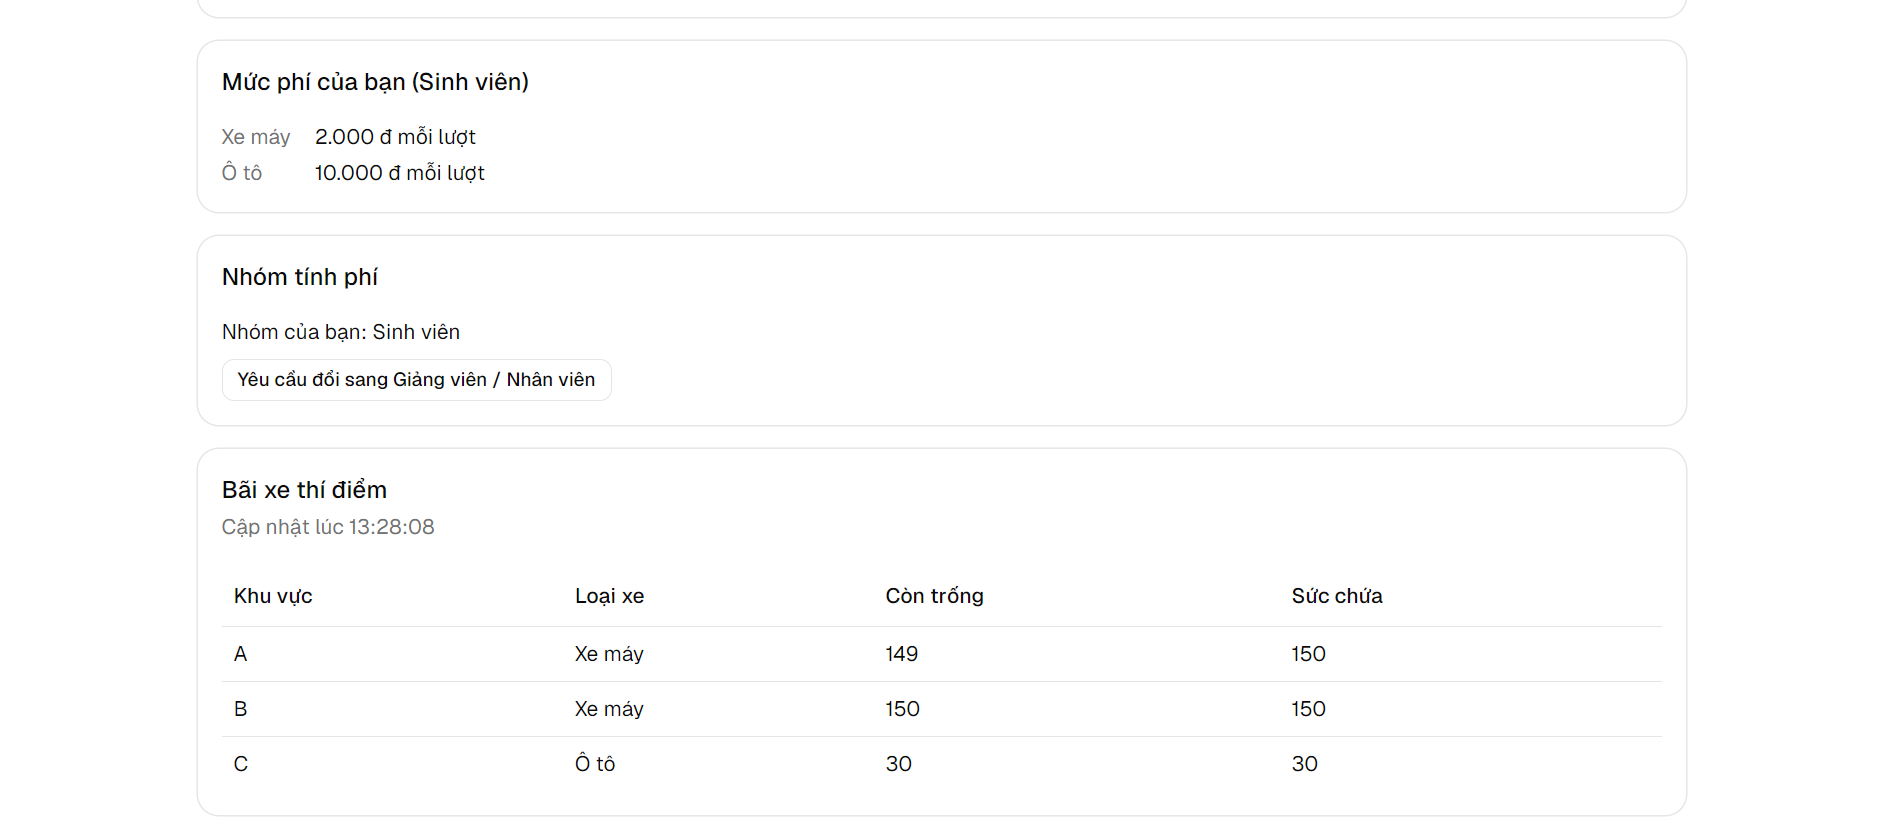 Mức phí của bạn (Sinh viên)
Xe máy 2.000 đ mỗi lượt
Ô tô 10.000 đ mỗi lượt
Nhóm tính phí
Nhóm của bạn: Sinh viên
Yêu cầu đổi sang Giảng viên / Nhân viên
Bãi xe thí điểm
Cập nhật lúc 13:28:08
Khu vực Loại xe Còn trống Sức chứa
A Xe máy 149 150
B Xe máy 150 150
C Ô tô 30 30